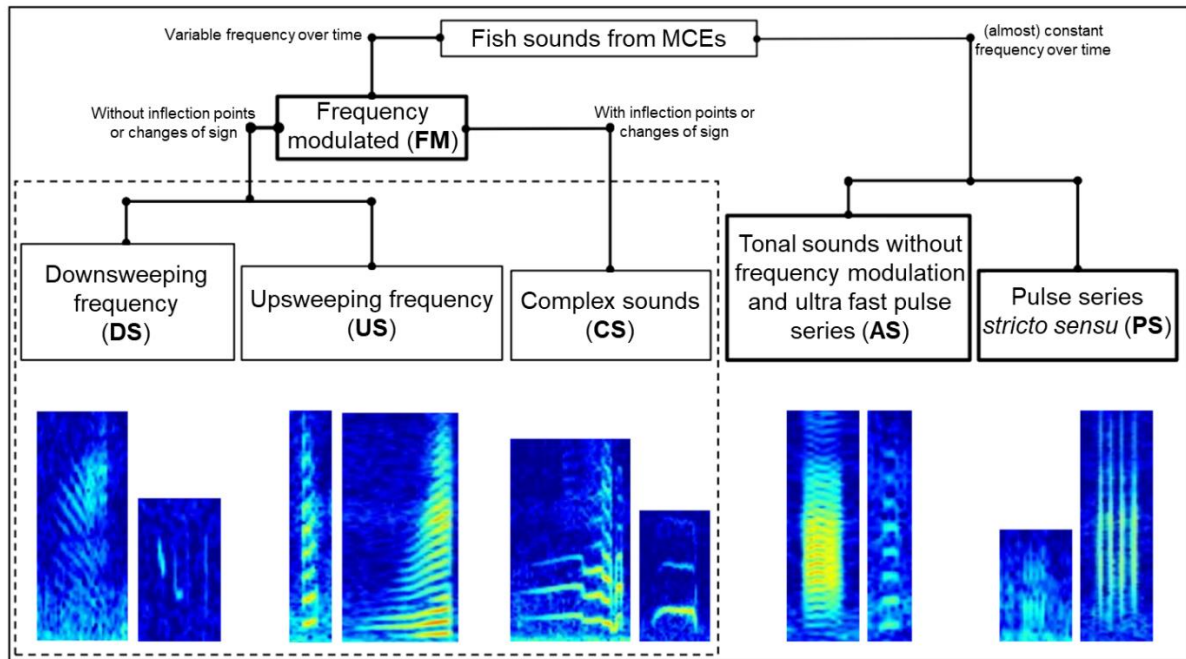 Variable frequency over time
Fish sounds from MCEs
(almost) constant
frequency over time
Without inflection points
or changes of sign
Frequency
modulated (FM)
With inflection points or
changes of sign
Downsweeping
frequency
(DS)
Upsweeping frequency
(US)
Complex sounds
(CS)
Tonal sounds without
frequency modulation
and ultra fast pulse
series (AS)
Pulse series
stricto sensu (PS)